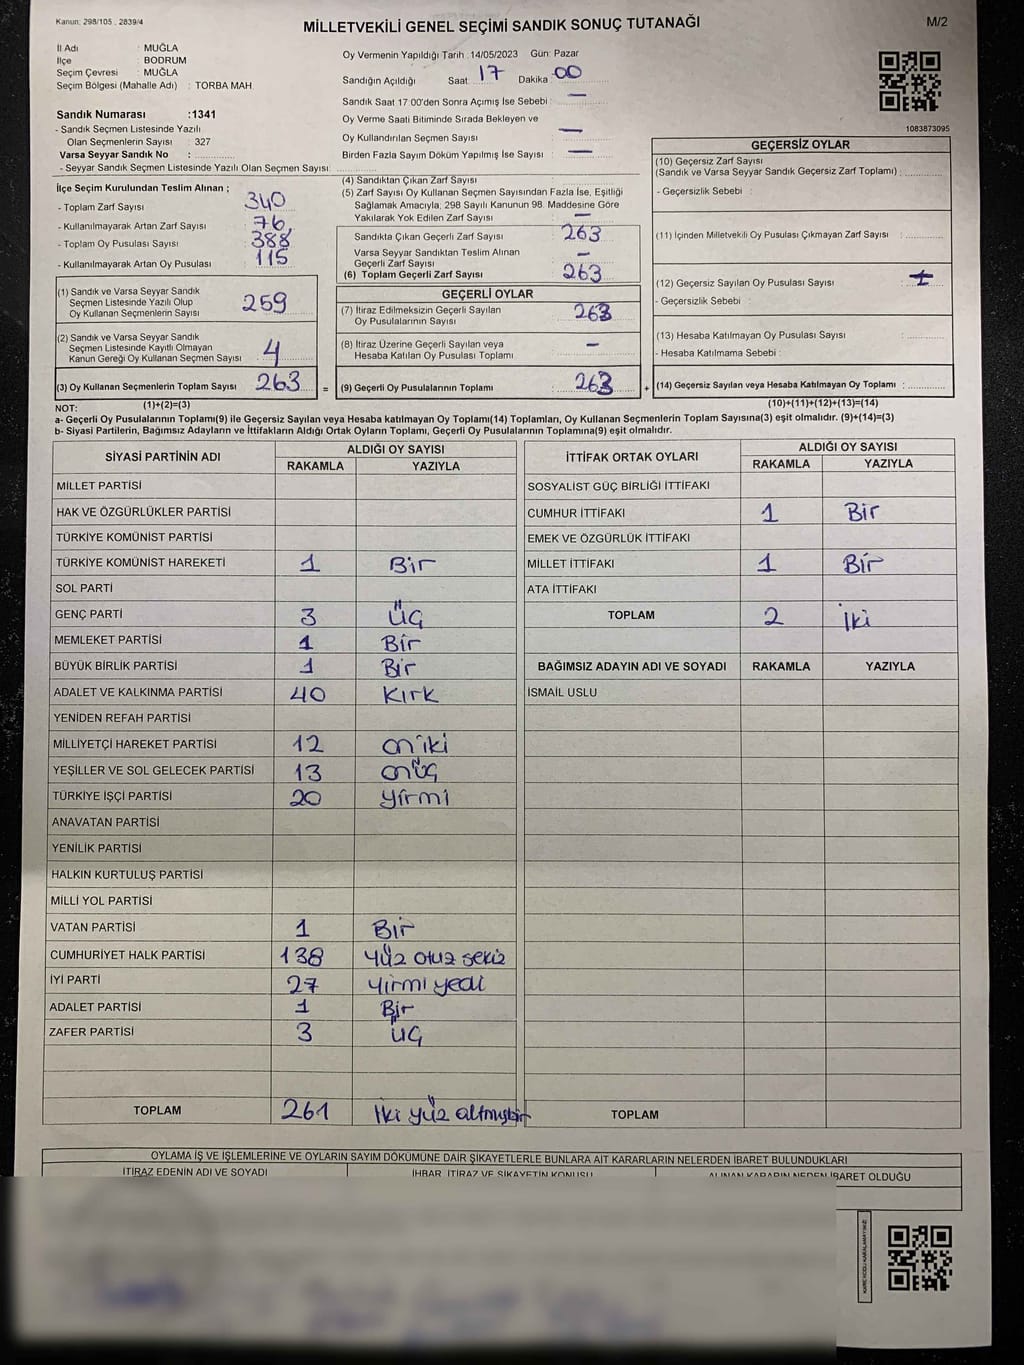 Kanun: 298/105 , 2839/4
MİLLETVEKİLİ GENEL SEÇİMİ SANDIK SONUÇ TUTANAĞI
M/2
İl Adı : MUĞLA
İlçe : BODRUM
Seçim Çevresi : MUĞLA
Seçim Bölgesi (Mahalle Adı) : TORBA MAH.
Sandık Numarası :1341
- Sandık Seçmen Listesinde Yazılı
Olan Seçmenlerin Sayısı : 327
Varsa Seyyar Sandık No :
- Seyyar Sandık Seçmen Listesinde Yazılı Olan Seçmen Sayısı:
Oy Vermenin Yapıldığı Tarih :14/05/2023 Gün: Pazar
Sandığın Açıldığı Saat: 17 Dakika: 00
Sandık Saat 17:00'den Sonra Açımış İse Sebebi : —
Oy Verme Saati Bitiminde Sırada Bekleyen ve
Oy Kullandırılan Seçmen Sayısı : —
Birden Fazla Sayım Döküm Yapılmış İse Sayısı : —
1083873095
İlçe Seçim Kurulundan Teslim Alınan ;
- Toplam Zarf Sayısı : 340
- Kullanılmayarak Artan Zarf Sayısı : 76
- Toplam Oy Pusulası Sayısı : 388
- Kullanılmayarak Artan Oy Pusulası : 115
(1) Sandık ve Varsa Seyyar Sandık
Seçmen Listesinde Yazılı Olup
Oy Kullanan Seçmenlerin Sayısı : 259
(2) Sandık ve Varsa Seyyar Sandık
Seçmen Listesinde Kayıtlı Olmayan
Kanun Gereği Oy Kullanan Seçmen Sayısı : 4
(3) Oy Kullanan Seçmenlerin Toplam Sayısı : 263
(1)+(2)=(3)
(4) Sandıktan Çıkan Zarf Sayısı :
(5) Zarf Sayısı Oy Kullanan Seçmen Sayısından Fazla İse, Eşitliği
Sağlamak Amacıyla; 298 Sayılı Kanunun 98. Maddesine Göre
Yakılarak Yok Edilen Zarf Sayısı : —
Sandıkta Çıkan Geçerli Zarf Sayısı : 263
Varsa Seyyar Sandıktan Teslim Alınan
Geçerli Zarf Sayısı : —
(6) Toplam Geçerli Zarf Sayısı : 263
GEÇERLİ OYLAR
(7) İtiraz Edilmeksizin Geçerli Sayılan
Oy Pusulalarının Sayısı : 263
(8) İtiraz Üzerine Geçerli Sayılan veya
Hesaba Katılan Oy Pusulası Toplamı : —
= (9) Geçerli Oy Pusulalarının Toplamı : 263
GEÇERSİZ OYLAR
(10) Geçersiz Zarf Sayısı
(Sandık ve Varsa Seyyar Sandık Geçersiz Zarf Toplamı) :
- Geçersizlik Sebebi :
(11) İçinden Milletvekili Oy Pusulası Çıkmayan Zarf Sayısı :
(12) Geçersiz Sayılan Oy Pusulası Sayısı :
- Geçersizlik Sebebi :
(13) Hesaba Katılmayan Oy Pusulası Sayısı :
- Hesaba Katılmama Sebebi :
+ (14) Geçersiz Sayılan veya Hesaba Katılmayan Oy Toplamı :
(10)+(11)+(12)+(13)=(14)
NOT:
a- Geçerli Oy Pusulalarının Toplamı(9) ile Geçersiz Sayılan veya Hesaba katılmayan Oy Toplamı(14) Toplamları, Oy Kullanan Seçmenlerin Toplam Sayısına(3) eşit olmalıdır. (9)+(14)=(3)
b- Siyasi Partilerin, Bağımsız Adayların ve İttifakların Aldığı Ortak Oyların Toplamı, Geçerli Oy Pusulalarının Toplamına(9) eşit olmalıdır.
SİYASİ PARTİNİN ADI
ALDIĞI OY SAYISI
RAKAMLA YAZIYLA
MİLLET PARTİSİ
HAK VE ÖZGÜRLÜKLER PARTİSİ
TÜRKİYE KOMÜNİST PARTİSİ
TÜRKİYE KOMÜNİST HAREKETİ 1 Bir
SOL PARTİ
GENÇ PARTİ 3 üç
MEMLEKET PARTİSİ 1 Bir
BÜYÜK BİRLİK PARTİSİ 1 Bir
ADALET VE KALKINMA PARTİSİ 40 Kırk
YENİDEN REFAH PARTİSİ
MİLLİYETÇİ HAREKET PARTİSİ 12 oniki
YEŞİLLER VE SOL GELECEK PARTİSİ 13 onüç
TÜRKİYE İŞÇİ PARTİSİ 20 yirmi
ANAVATAN PARTİSİ
YENİLİK PARTİSİ
HALKIN KURTULUŞ PARTİSİ
MİLLİ YOL PARTİSİ
VATAN PARTİSİ 1 Bir
CUMHURİYET HALK PARTİSİ 138 yüz otuz sekiz
İYİ PARTİ 27 yirmi yedi
ADALET PARTİSİ 1 Bir
ZAFER PARTİSİ 3 üç
TOPLAM 261 iki yüz altmışbir
İTTİFAK ORTAK OYLARI
ALDIĞI OY SAYISI
RAKAMLA YAZIYLA
SOSYALİST GÜÇ BİRLİĞİ İTTİFAKI
CUMHUR İTTİFAKI 1 Bir
EMEK VE ÖZGÜRLÜK İTTİFAKI
MİLLET İTTİFAKI 1 Bir
ATA İTTİFAKI
TOPLAM 2 iki
BAĞIMSIZ ADAYIN ADI VE SOYADI RAKAMLA YAZIYLA
İSMAİL USLU
TOPLAM
OYLAMA İŞ VE İŞLEMLERİNE VE OYLARIN SAYIM DÖKÜMÜNE DAİR ŞİKAYETLERLE BUNLARA AİT KARARLARIN NELERDEN İBARET BULUNDUKLARI
İTİRAZ EDENİN ADI VE SOYADI
İHBAR, İTİRAZ VE ŞİKAYETİN KONUSU
ALINAN KARARIN NEDEN İBARET OLDUĞU
KAREKODU KARALAMAYINIZ!